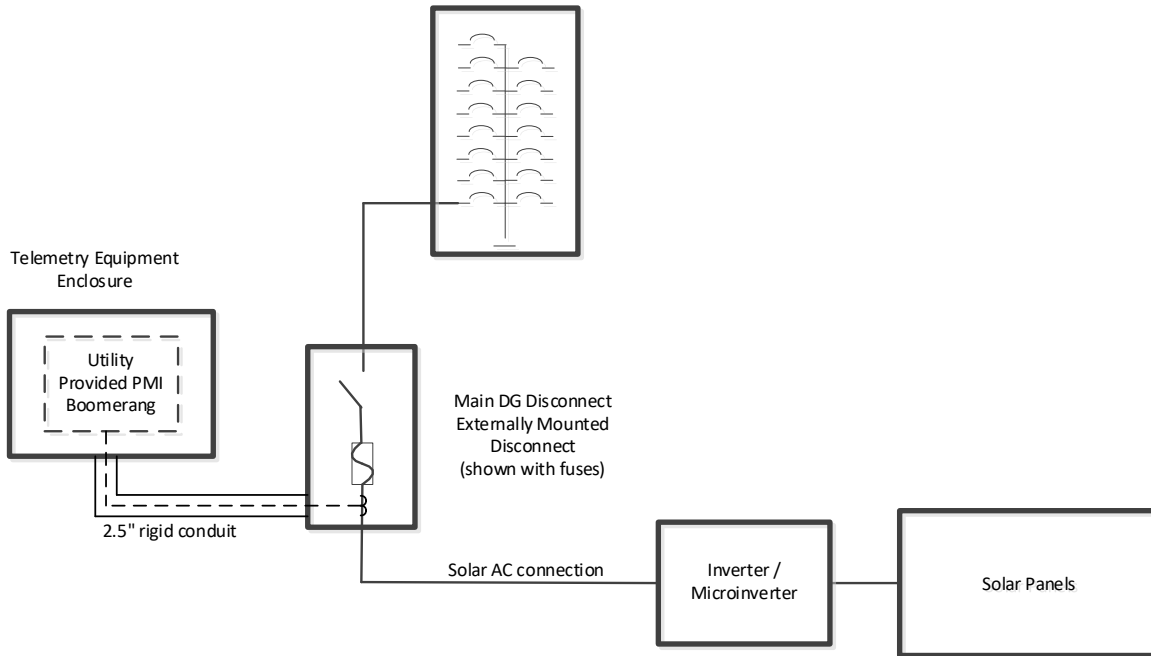 Telemetry Equipment
Enclosure
Utility
Provided PMI
Boomerang
Main DG Disconnect
Externally Mounted
Disconnect
(shown with fuses)
2.5" rigid conduit
Solar AC connection
Inverter /
Microinverter
Solar Panels